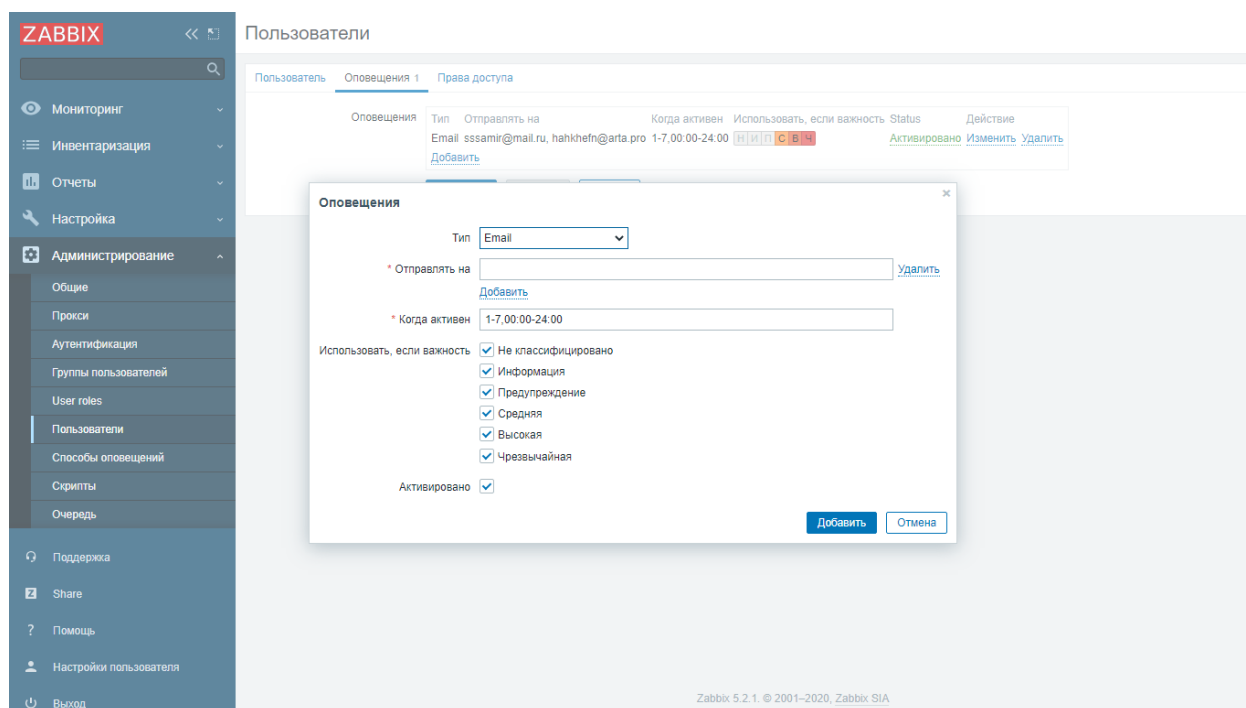 ZABBIX
Пользователи
Пользователь Оповещения 1 Права доступа
Мониторинг
Инвентаризация
Отчеты
Настройка
Администрирование
Общие
Прокси
Аутентификация
Группы пользователей
User roles
Пользователи
Способы оповещений
Скрипты
Очередь
Поддержка
Z Share
? Помощь
Настройки пользователя
Выход
Оповещения
Тип Отправлять на Когда активен Использовать, если важность Status Действие
Email sssamir@mail.ru, hahkhefn@arta.pro 1-7,00:00-24:00 Н И П С В Ч Активировано Изменить Удалить
Добавить
Оповещения
Тип Email
* Отправлять на Удалить
Добавить
* Когда активен 1-7,00:00-24:00
Использовать, если важность Не классифицировано
Информация
Предупреждение
Средняя
Высокая
Чрезвычайная
Активировано
Добавить Отмена
Zabbix 5.2.1. © 2001–2020, Zabbix SIA